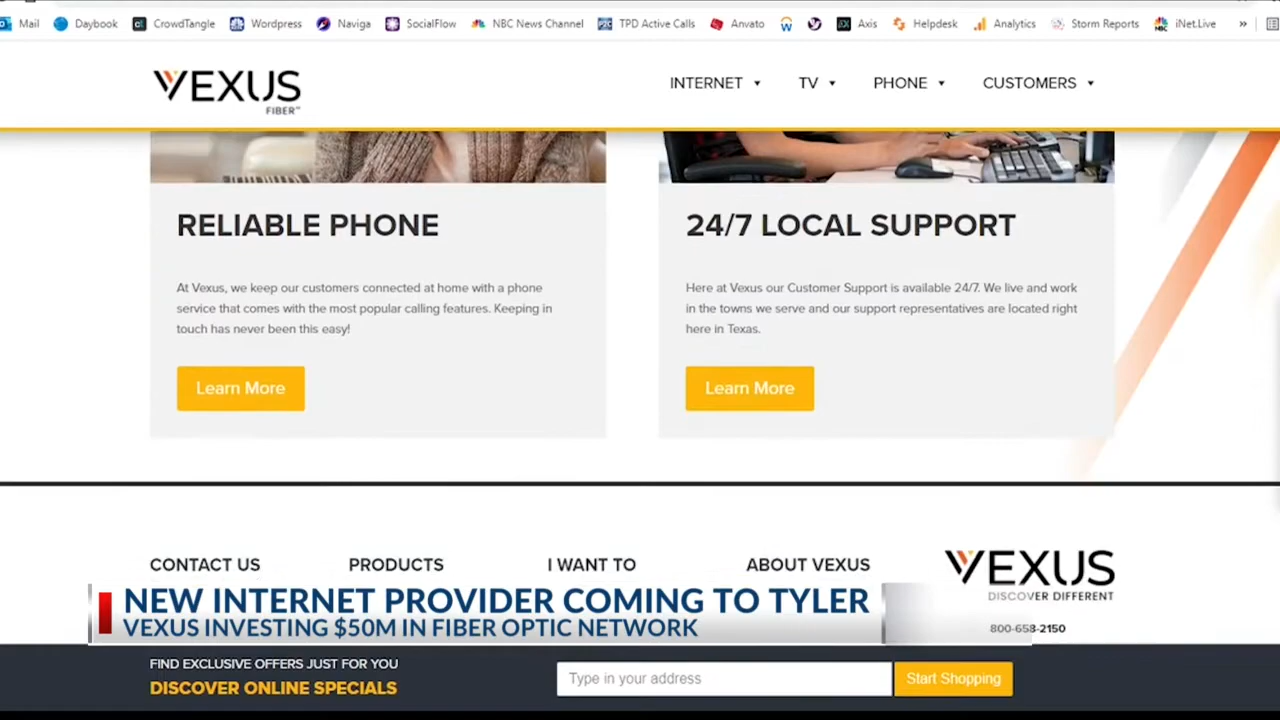 Mail Daybook CrowdTangle Wordpress Naviga SocialFlow NBC News Channel TPD Active Calls Anvato Axis Helpdesk Analytics Storm Reports iNet.Live »
VEXUS
FIBER™
INTERNET TV PHONE CUSTOMERS
RELIABLE PHONE
At Vexus, we keep our customers connected at home with a phone
service that comes with the most popular calling features. Keeping in
touch has never been this easy!
Learn More
24/7 LOCAL SUPPORT
Here at Vexus our Customer Support is available 24/7. We live and work
in the towns we serve and our support representatives are located right
here in Texas.
Learn More
CONTACT US PRODUCTS I WANT TO ABOUT VEXUS
VEXUS
DISCOVER DIFFERENT
800-658-2150
NEW INTERNET PROVIDER COMING TO TYLER
VEXUS INVESTING $50M IN FIBER OPTIC NETWORK
FIND EXCLUSIVE OFFERS JUST FOR YOU
DISCOVER ONLINE SPECIALS
Type in your address
Start Shopping